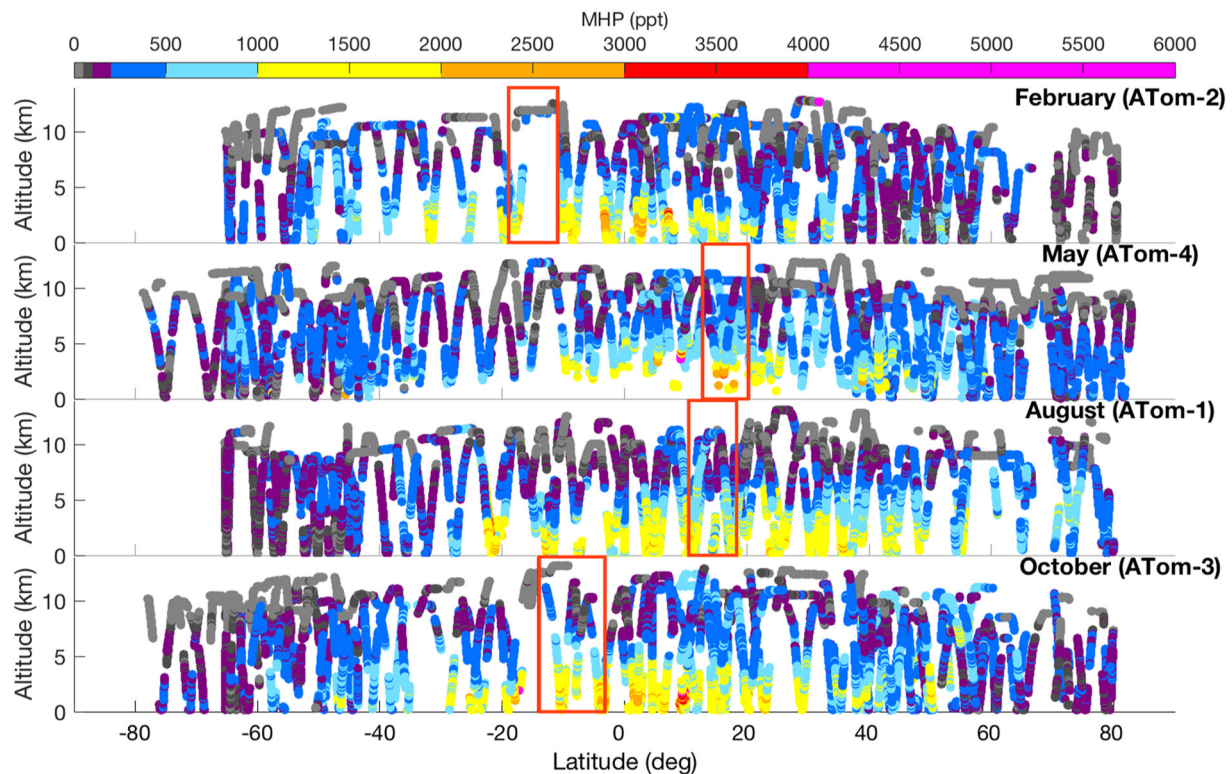 MHP (ppt)
0 500 1000 1500 2000 2500 3000 3500 4000 4500 5000 5500 6000
February (ATom-2)
Altitude (km)
10
5
0
May (ATom-4)
Altitude (km)
10
5
0
August (ATom-1)
Altitude (km)
10
5
0
October (ATom-3)
Altitude (km)
10
5
0
-80 -60 -40 -20 0 20 40 60 80
Latitude (deg)